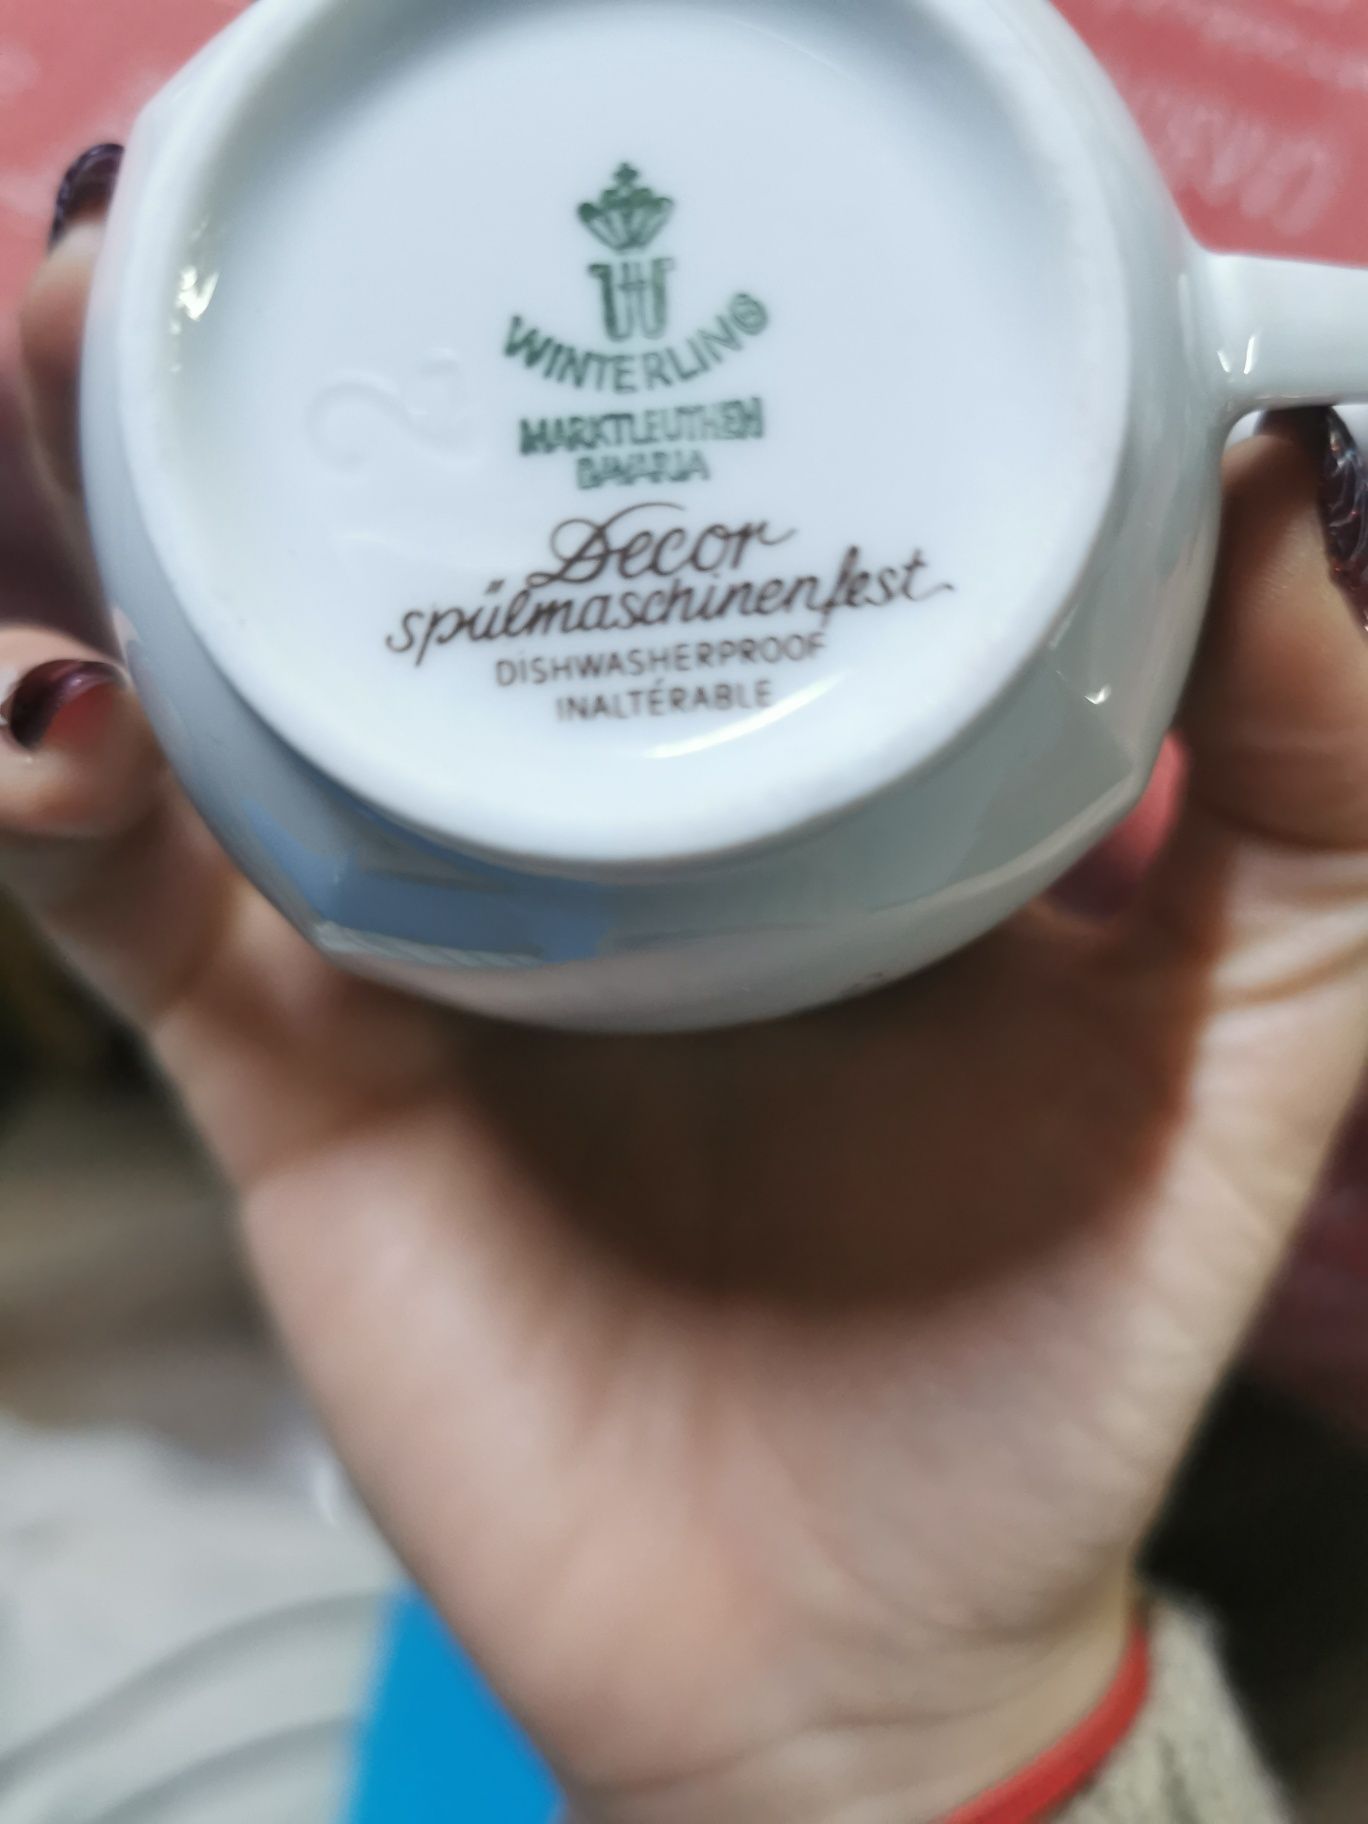 WINTERLING
MARKTLEUTHEN
BAVARIA
Decor
spülmaschinenfest
DISHWASHERPROOF
INALTÉRABLE